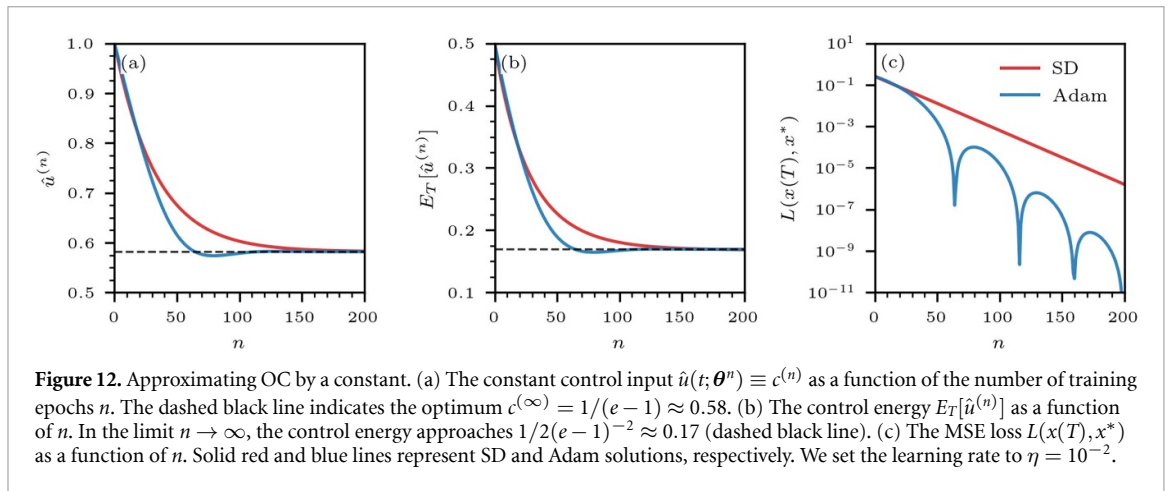 (a)
1.0
0.9
0.8
0.7
0.6
0.5
û⁽ⁿ⁾
0 50 100 150 200
n
(b)
0.5
0.4
0.3
0.2
0.1
E_T[û⁽ⁿ⁾]
0 50 100 150 200
n
(c)
SD
Adam
10¹
10⁻¹
10⁻³
10⁻⁵
10⁻⁷
10⁻⁹
10⁻¹¹
L(x(T), x*)
0 50 100 150 200
n
Figure 12. Approximating OC by a constant. (a) The constant control input û(t; θⁿ) ≡ c⁽ⁿ⁾ as a function of the number of training
epochs n. The dashed black line indicates the optimum c⁽∞⁾ = 1/(e − 1) ≈ 0.58. (b) The control energy E_T[û⁽ⁿ⁾] as a function
of n. In the limit n → ∞, the control energy approaches 1/2(e − 1)⁻² ≈ 0.17 (dashed black line). (c) The MSE loss L(x(T), x*)
as a function of n. Solid red and blue lines represent SD and Adam solutions, respectively. We set the learning rate to η = 10⁻².